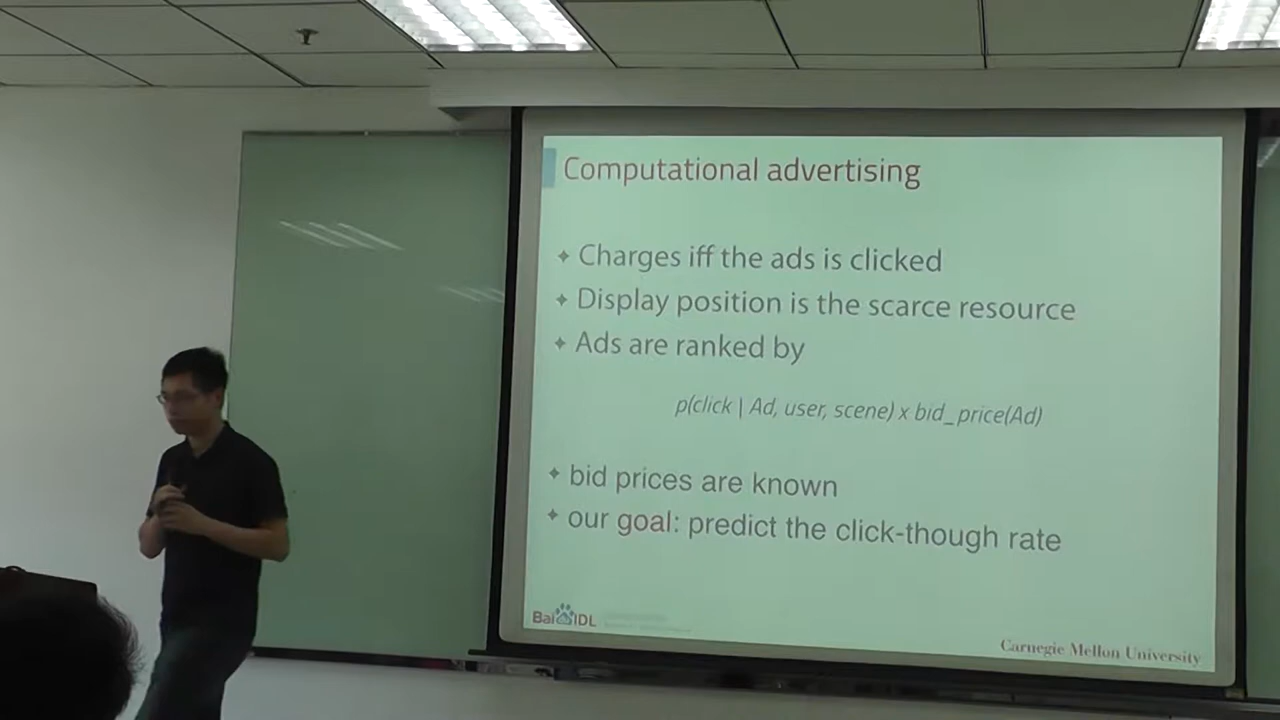 Computational advertising
✦ Charges iff the ads is clicked
✦ Display position is the scarce resource
✦ Ads are ranked by
p(click | Ad, user, scene) x bid_price(Ad)
✦ bid prices are known
✦ our goal: predict the click-though rate
Bai IDL
Carnegie Mellon University